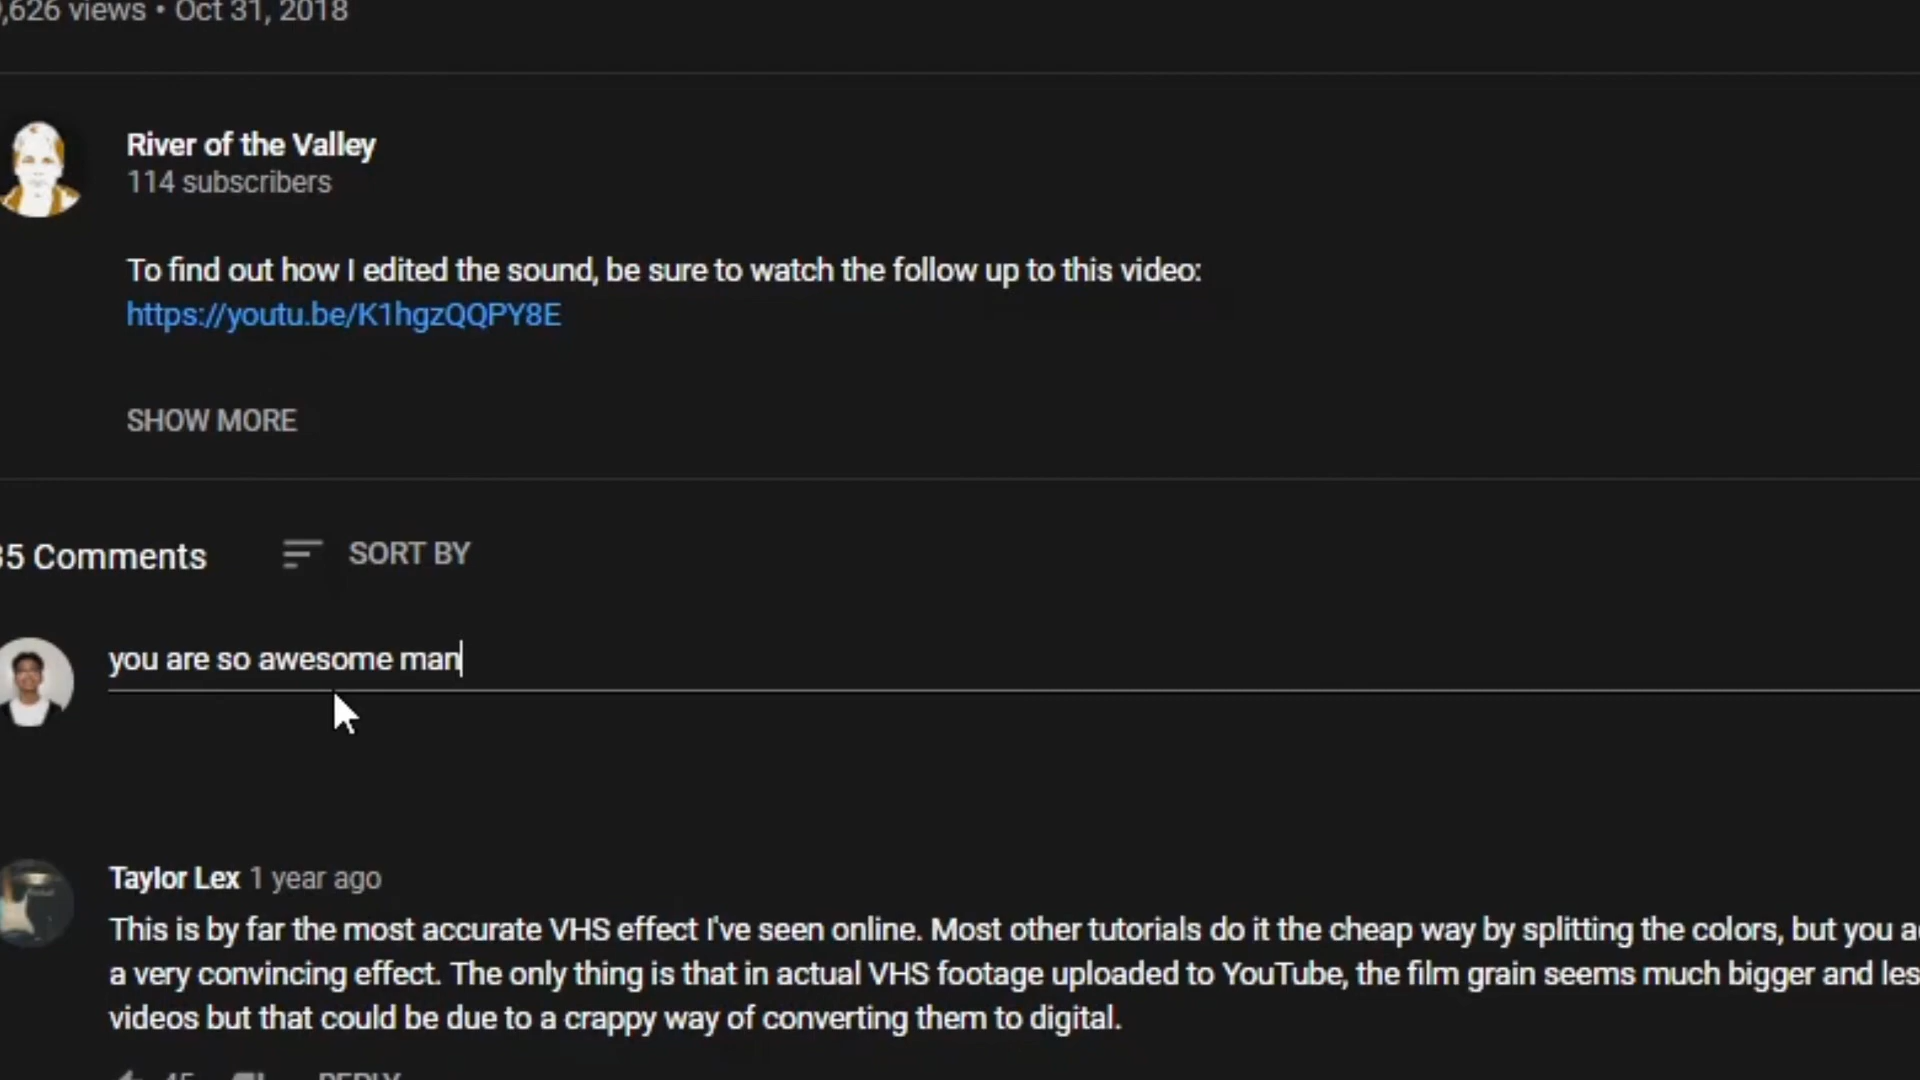 ,626 views • Oct 31, 2018
River of the Valley
114 subscribers
To find out how I edited the sound, be sure to watch the follow up to this video:
https://youtu.be/K1hgzQQPY8E
SHOW MORE
35 Comments
SORT BY
you are so awesome man
Taylor Lex 1 year ago
This is by far the most accurate VHS effect I've seen online. Most other tutorials do it the cheap way by splitting the colors, but you
a very convincing effect. The only thing is that in actual VHS footage uploaded to YouTube, the film grain seems much bigger and
videos but that could be due to a crappy way of converting them to digital.
45 REPLY